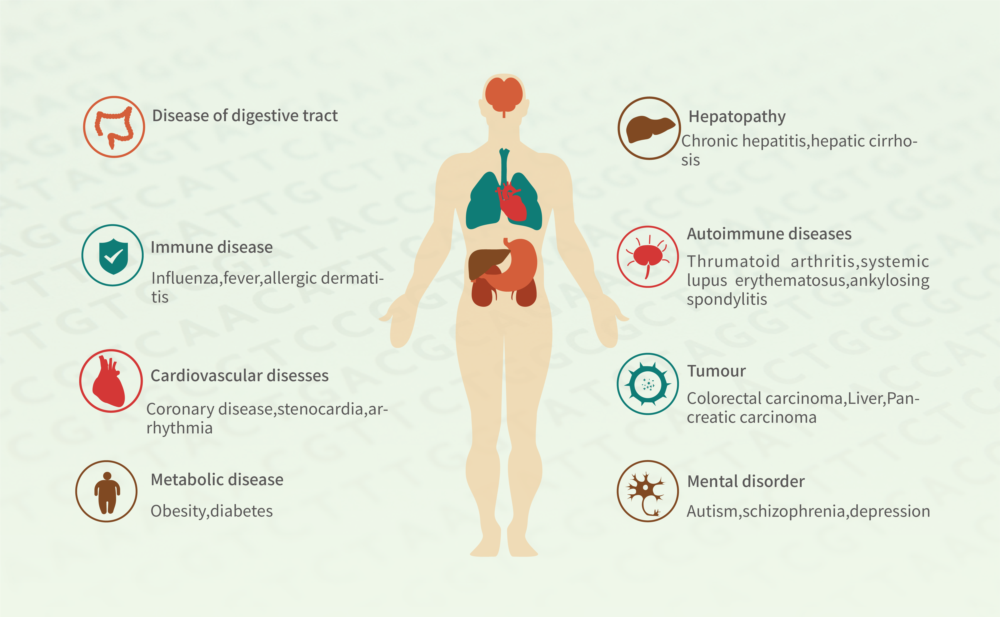 Disease of digestive tract
Immune disease
Influenza,fever,allergic dermati-
tis
Cardiovascular disesses
Coronary disease,stenocardia,ar-
rhythmia
Metabolic disease
Obesity,diabetes
Hepatopathy
Chronic hepatitis,hepatic cirrho-
sis
Autoimmune diseases
Thrumatoid arthritis,systemic
lupus erythematosus,ankylosing
spondylitis
Tumour
Colorectal carcinoma,Liver,Pan-
creatic carcinoma
Mental disorder
Autism,schizophrenia,depression